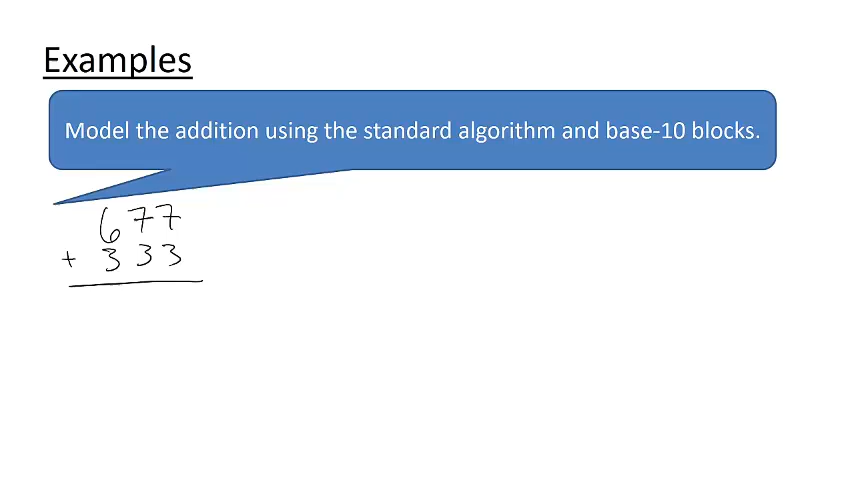 Examples
Model the addition using the standard algorithm and base-10 blocks.
677
+ 333